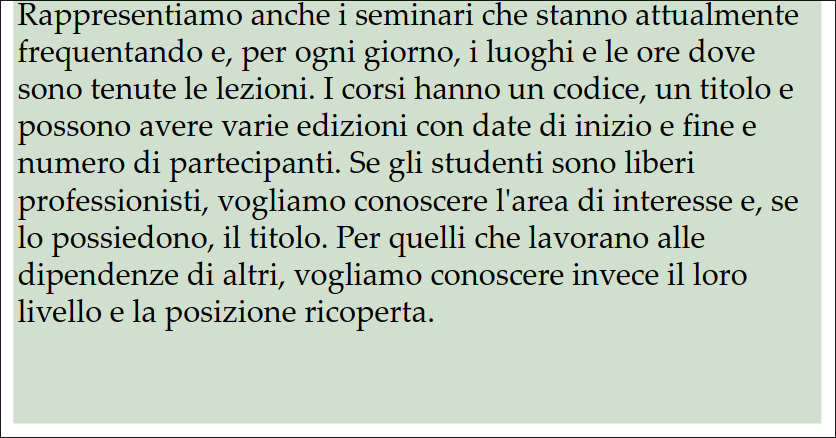 Rappresentiamo anche i seminari che stanno attualmente
frequentando e, per ogni giorno, i luoghi e le ore dove
sono tenute le lezioni. I corsi hanno un codice, un titolo e
possono avere varie edizioni con date di inizio e fine e
numero di partecipanti. Se gli studenti sono liberi
professionisti, vogliamo conoscere l'area di interesse e, se
lo possiedono, il titolo. Per quelli che lavorano alle
dipendenze di altri, vogliamo conoscere invece il loro
livello e la posizione ricoperta.